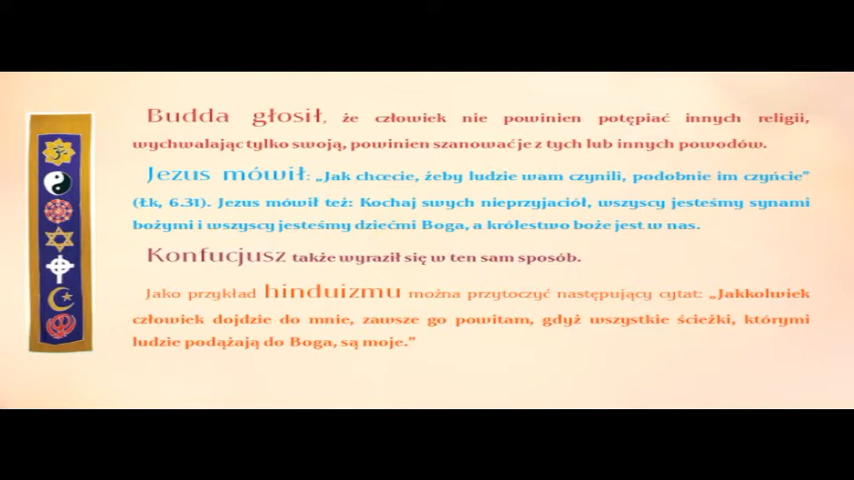 Budda głosił, że człowiek nie powinien potępiać innych religii,
wychwalając tylko swoją, powinien szanować je z tych lub innych powodów.
Jezus mówił: „Jak chcecie, żeby ludzie wam czynili, podobnie im czyńcie”
(Łk, 6.31). Jezus mówił też: Kochaj swych nieprzyjaciół, wszyscy jesteśmy synami
bożymi i wszyscy jesteśmy dziećmi Boga, a królestwo boże jest w nas.
Konfucjusz także wyraził się w ten sam sposób.
Jako przykład hinduizmu można przytoczyć następujący cytat: „Jakkolwiek
człowiek dojdzie do mnie, zawsze go powitam, gdyż wszystkie ścieżki, którymi
ludzie podążają do Boga, są moje.”